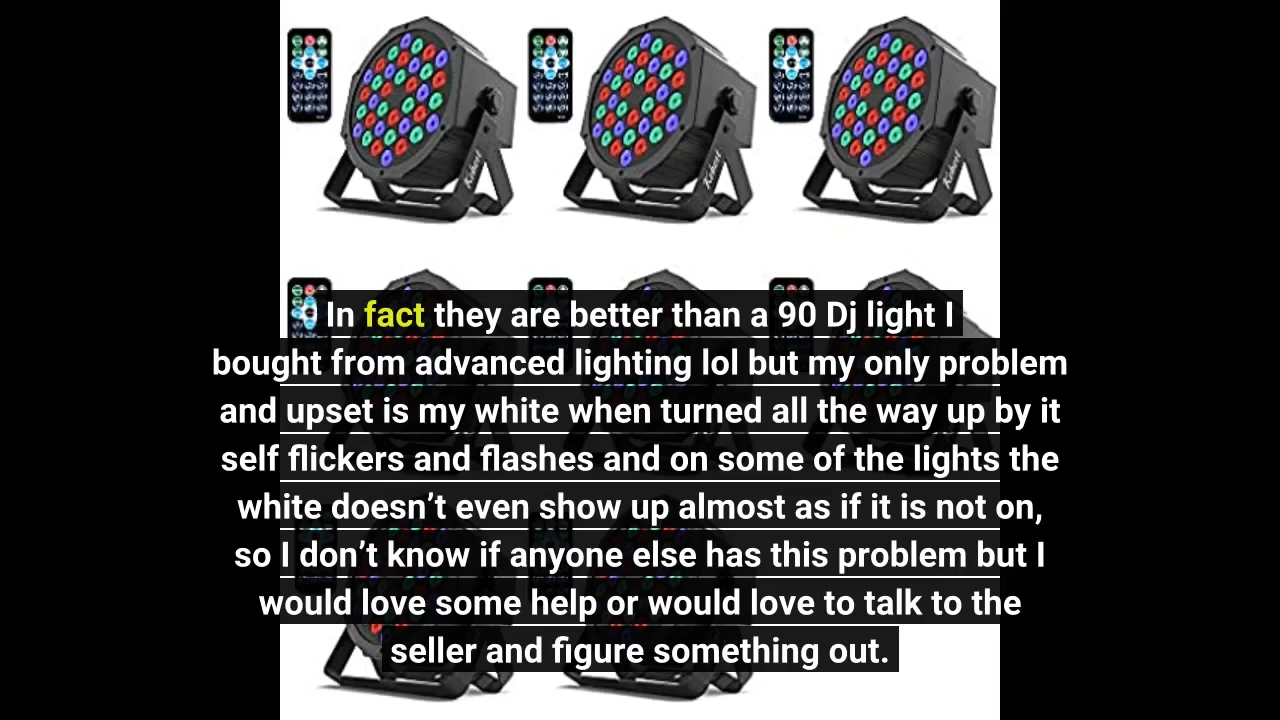 Kabert
Kabert
Kabert
In fact they are better than a 90 Dj light I
bought from advanced lighting lol but my only problem
and upset is my white when turned all the way up by it
self flickers and flashes and on some of the lights the
white doesn’t even show up almost as if it is not on,
so I don’t know if anyone else has this problem but I
would love some help or would love to talk to the
seller and figure something out.